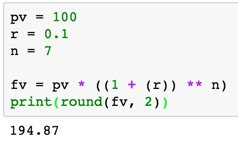 pv = 100
r = 0.1
n = 7
fv = pv * ((1 + (r)) ** n)
print(round(fv, 2))
194.87